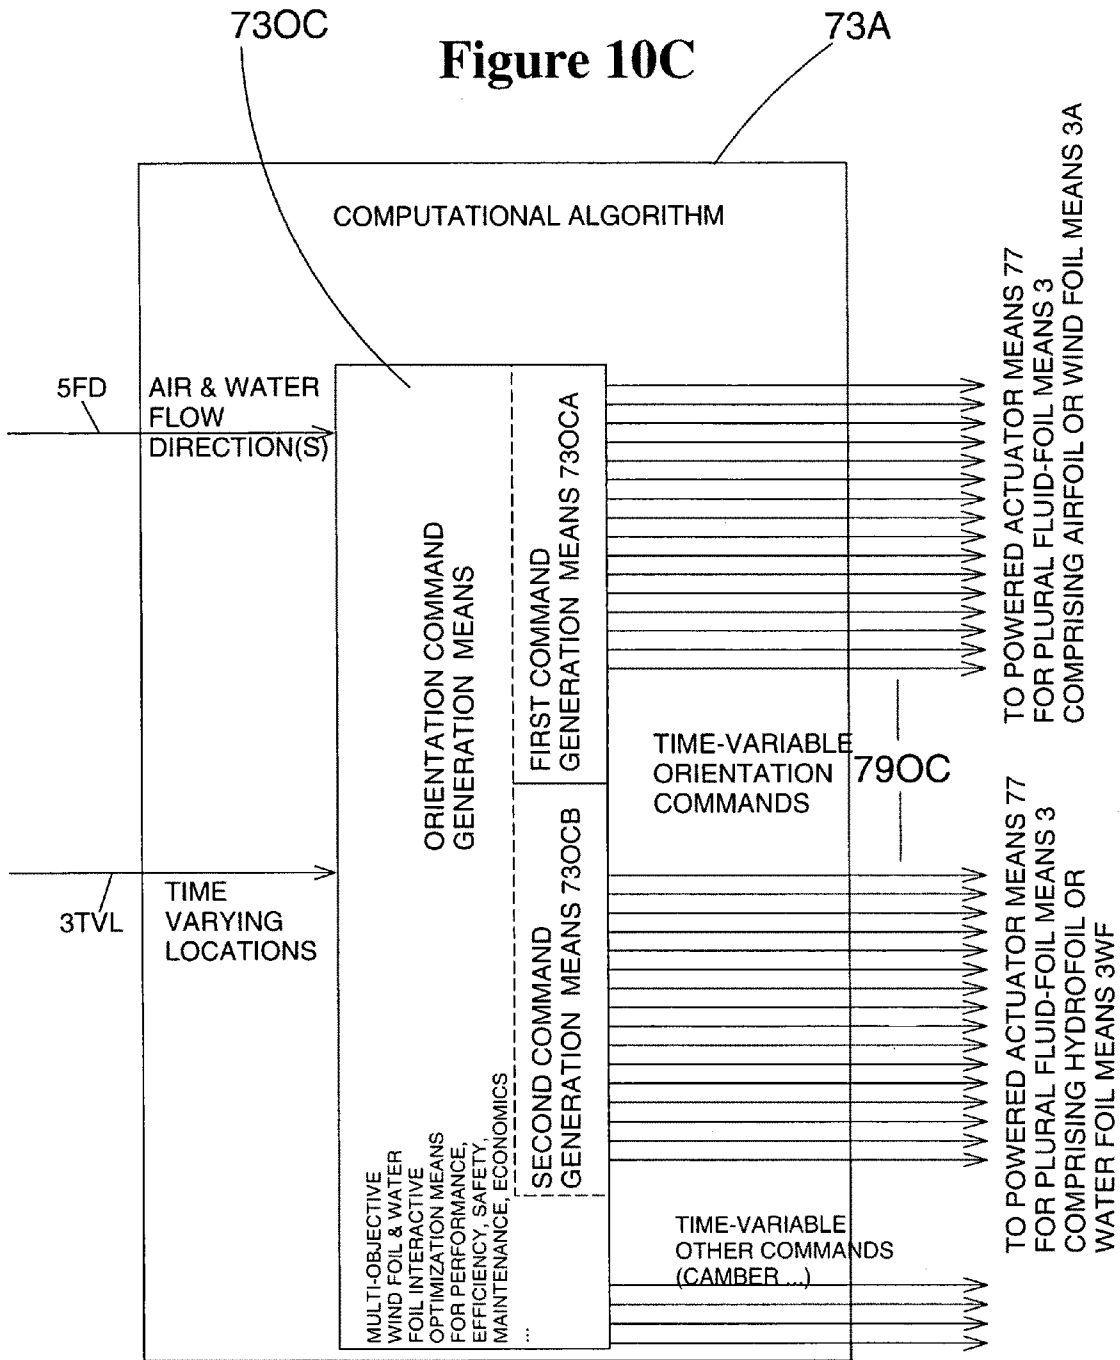 73OC
73A
Figure 10C
COMPUTATIONAL ALGORITHM
5FD
AIR & WATER
FLOW
DIRECTION(S)
3TVL
TIME
VARYING
LOCATIONS
ORIENTATION COMMAND
GENERATION MEANS
FIRST COMMAND
GENERATION MEANS 73OCA
SECOND COMMAND
GENERATION MEANS 73OCB
MULTI-OBJECTIVE
WIND FOIL & WATER
FOIL INTERACTIVE
OPTIMIZATION MEANS
FOR PERFORMANCE,
EFFICIENCY, SAFETY,
MAINTENANCE, ECONOMICS
...
TIME-VARIABLE
ORIENTATION
COMMANDS
79OC
TIME-VARIABLE
OTHER COMMANDS
(CAMBER ...)
TO POWERED ACTUATOR MEANS 77
FOR PLURAL FLUID-FOIL MEANS 3
COMPRISING AIRFOIL OR WIND FOIL MEANS 3A
TO POWERED ACTUATOR MEANS 77
FOR PLURAL FLUID-FOIL MEANS 3
COMPRISING HYDROFOIL OR
WATER FOIL MEANS 3WF